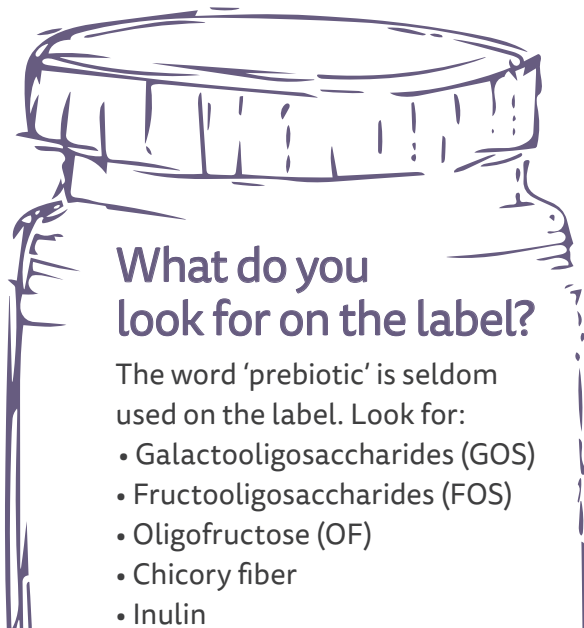 What do you
look for on the label?
The word ‘prebiotic’ is seldom
used on the label. Look for:
• Galactooligosaccharides (GOS)
• Fructooligosaccharides (FOS)
• Oligofructose (OF)
• Chicory fiber
• Inulin